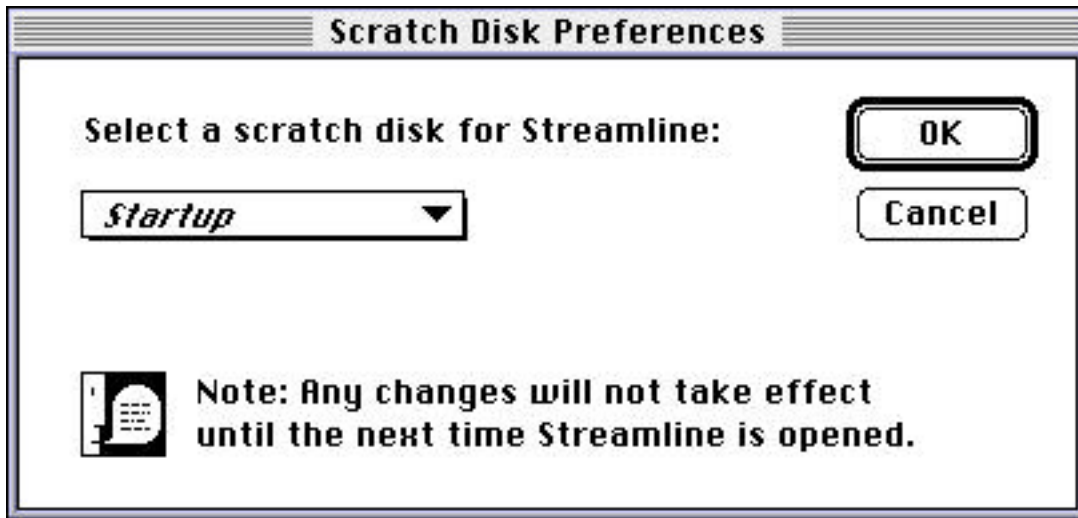 Scratch Disk Preferences
Select a scratch disk for Streamline:
OK
Startup
Cancel
Note: Any changes will not take effect
until the next time Streamline is opened.